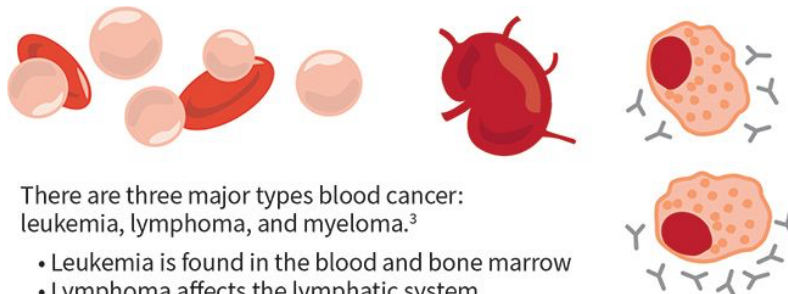 There are three major types blood cancer:
leukemia, lymphoma, and myeloma.³
• Leukemia is found in the blood and bone marrow
• Lymphoma affects the lymphatic system